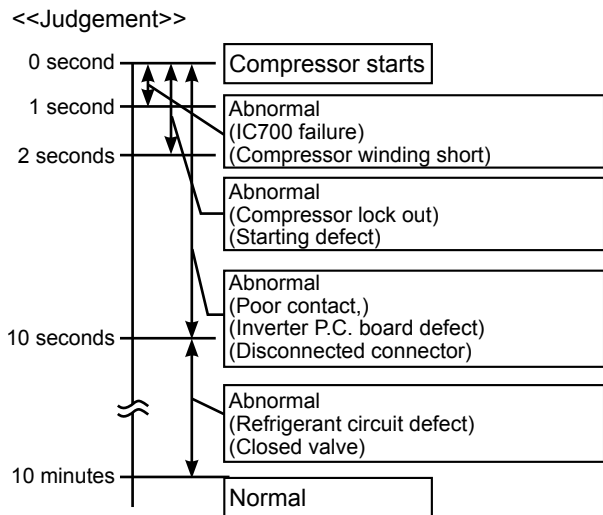 <<Judgement>>
0 second
Compressor starts
1 second
Abnormal
(IC700 failure)
(Compressor winding short)
2 seconds
Abnormal
(Compressor lock out)
(Starting defect)
Abnormal
(Poor contact,)
(Inverter P.C. board defect)
(Disconnected connector)
10 seconds
Abnormal
(Refrigerant circuit defect)
(Closed valve)
10 minutes
Normal